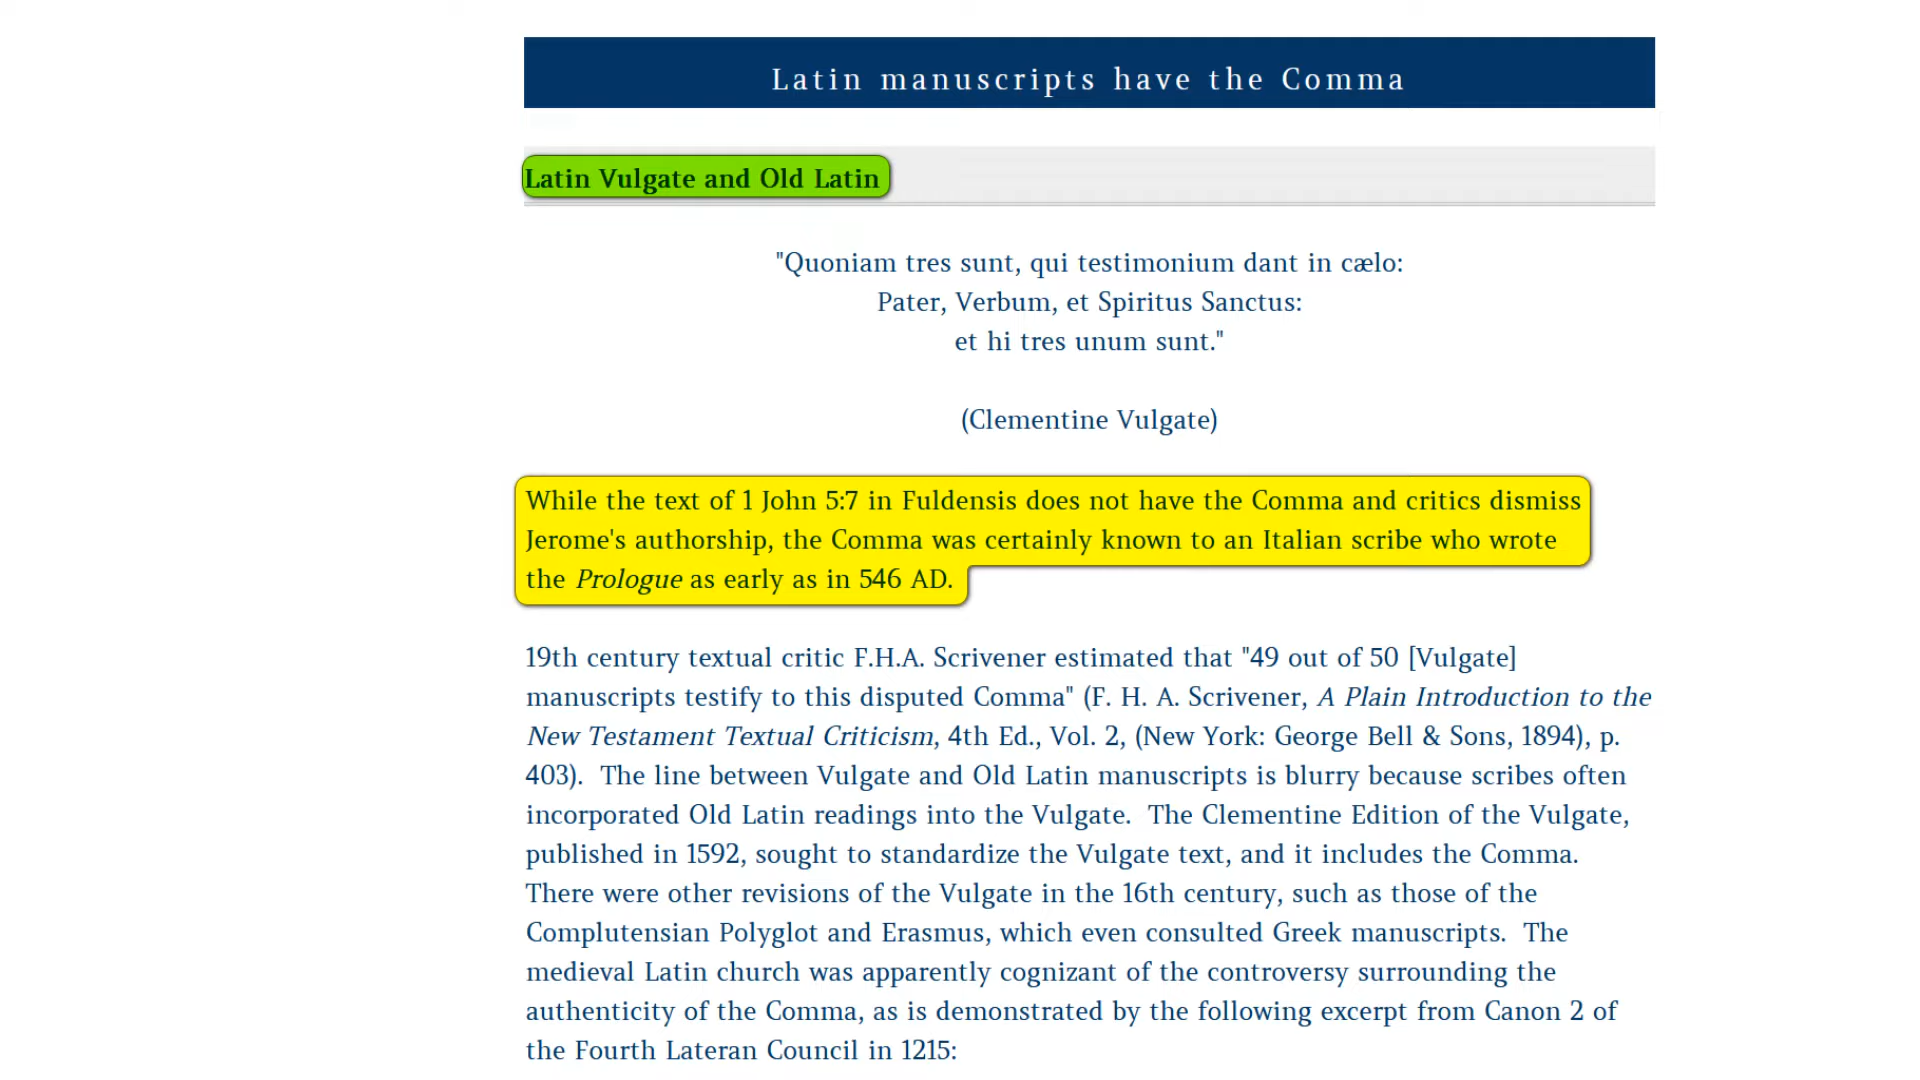 Latin manuscripts have the Comma
Latin Vulgate and Old Latin
"Quoniam tres sunt, qui testimonium dant in cælo:
Pater, Verbum, et Spiritus Sanctus:
et hi tres unum sunt."
(Clementine Vulgate)
While the text of 1 John 5:7 in Fuldensis does not have the Comma and critics dismiss
Jerome's authorship, the Comma was certainly known to an Italian scribe who wrote
the Prologue as early as in 546 AD.
19th century textual critic F.H.A. Scrivener estimated that "49 out of 50 [Vulgate]
manuscripts testify to this disputed Comma" (F. H. A. Scrivener, A Plain Introduction to the
New Testament Textual Criticism, 4th Ed., Vol. 2, (New York: George Bell & Sons, 1894), p.
403).  The line between Vulgate and Old Latin manuscripts is blurry because scribes often
incorporated Old Latin readings into the Vulgate.  The Clementine Edition of the Vulgate,
published in 1592, sought to standardize the Vulgate text, and it includes the Comma.
There were other revisions of the Vulgate in the 16th century, such as those of the
Complutensian Polyglot and Erasmus, which even consulted Greek manuscripts.  The
medieval Latin church was apparently cognizant of the controversy surrounding the
authenticity of the Comma, as is demonstrated by the following excerpt from Canon 2 of
the Fourth Lateran Council in 1215: